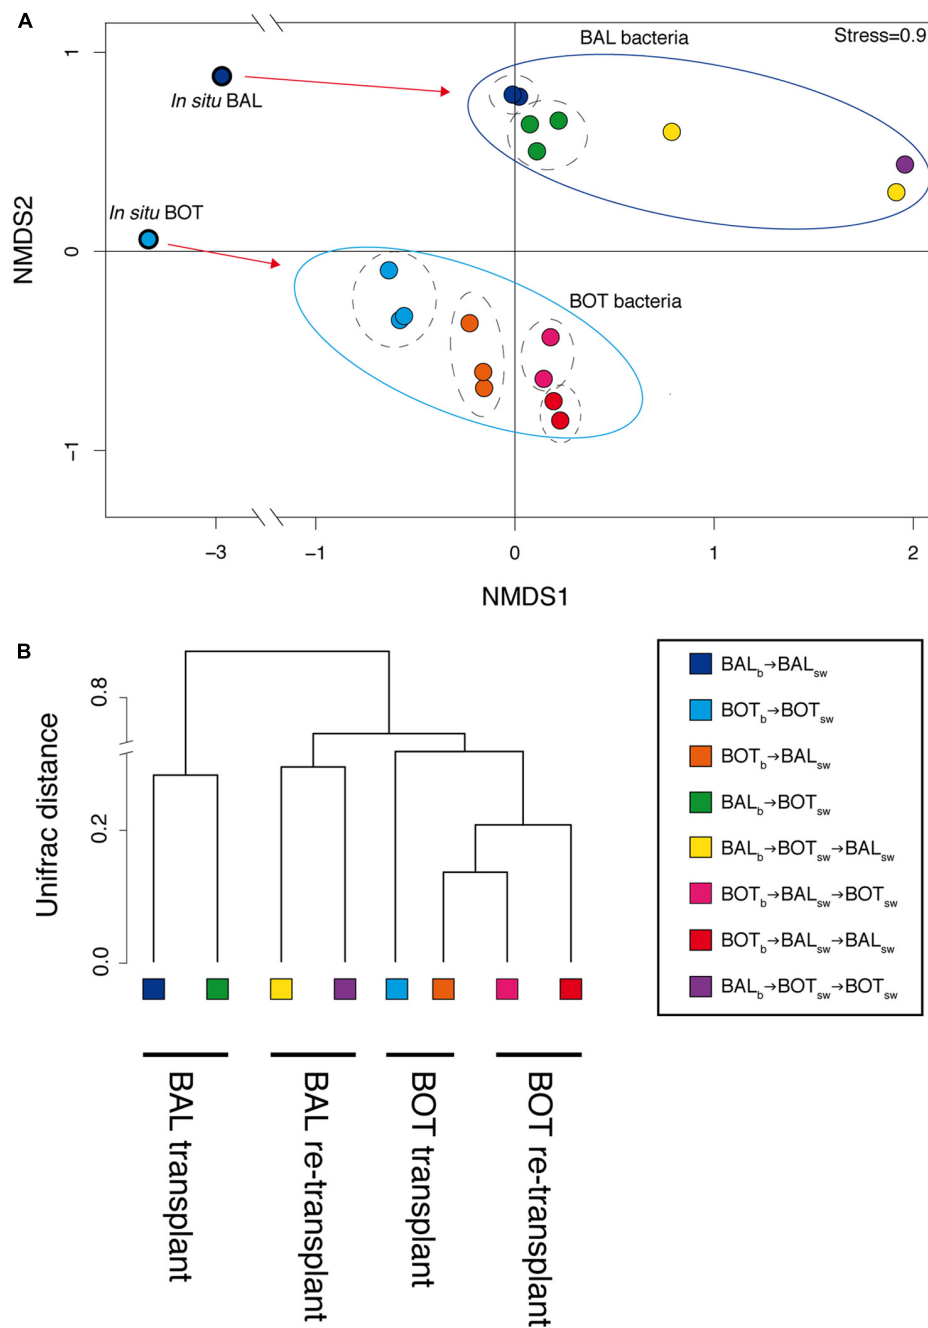 A
BAL bacteria
Stress=0.9
In situ BAL
In situ BOT
BOT bacteria
NMDS2
1
0
−1
−3
−1
0
1
2
NMDS1
B
Unifrac distance
0.8
0.2
0.0
BAL transplant
BAL re-transplant
BOT transplant
BOT re-transplant
BALb→BALsw
BOTb→BOTsw
BOTb→BALsw
BALb→BOTsw
BALb→BOTsw→BALsw
BOTb→BALsw→BOTsw
BOTb→BALsw→BALsw
BALb→BOTsw→BOTsw